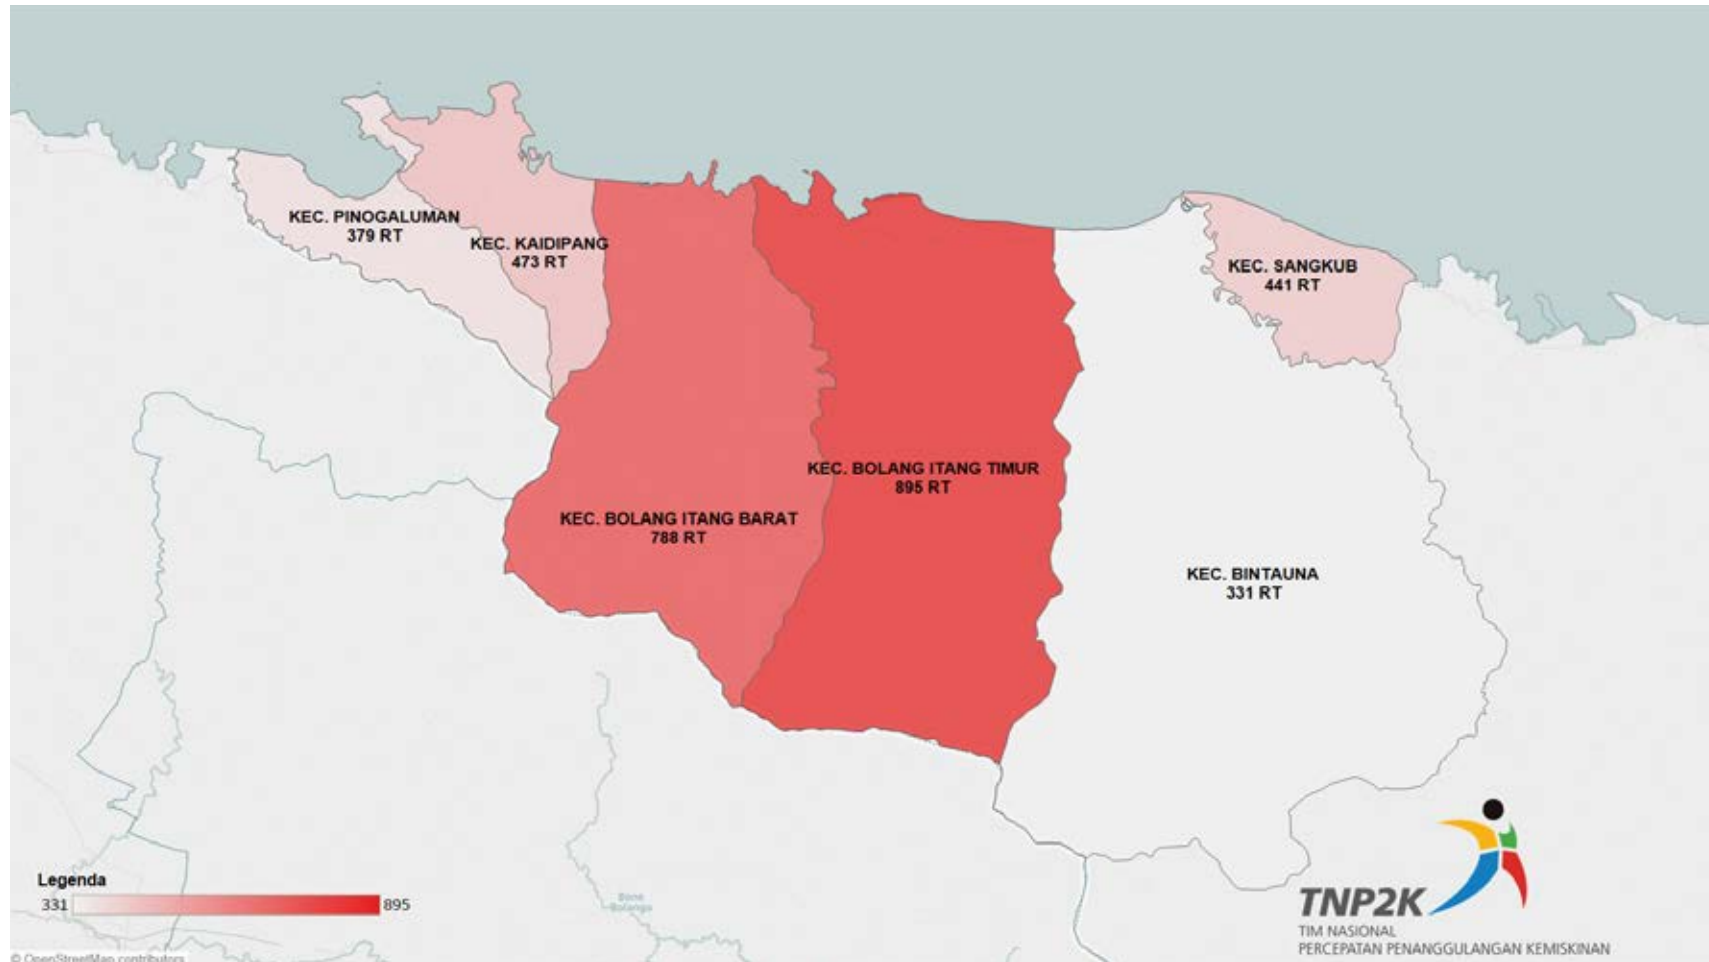 KEC. PINOGALUMAN
379 RT
KEC. KAIDIPANG
473 RT
KEC. SANGKUB
441 RT
KEC. BOLANG ITANG TIMUR
895 RT
KEC. BOLANG ITANG BARAT
788 RT
KEC. BINTAUNA
331 RT
Legenda
331
895
Bone
Bolango
TNP2K
TIM NASIONAL
PERCEPATAN PENANGGULANGAN KEMISKINAN
© OpenStreetMap contributors